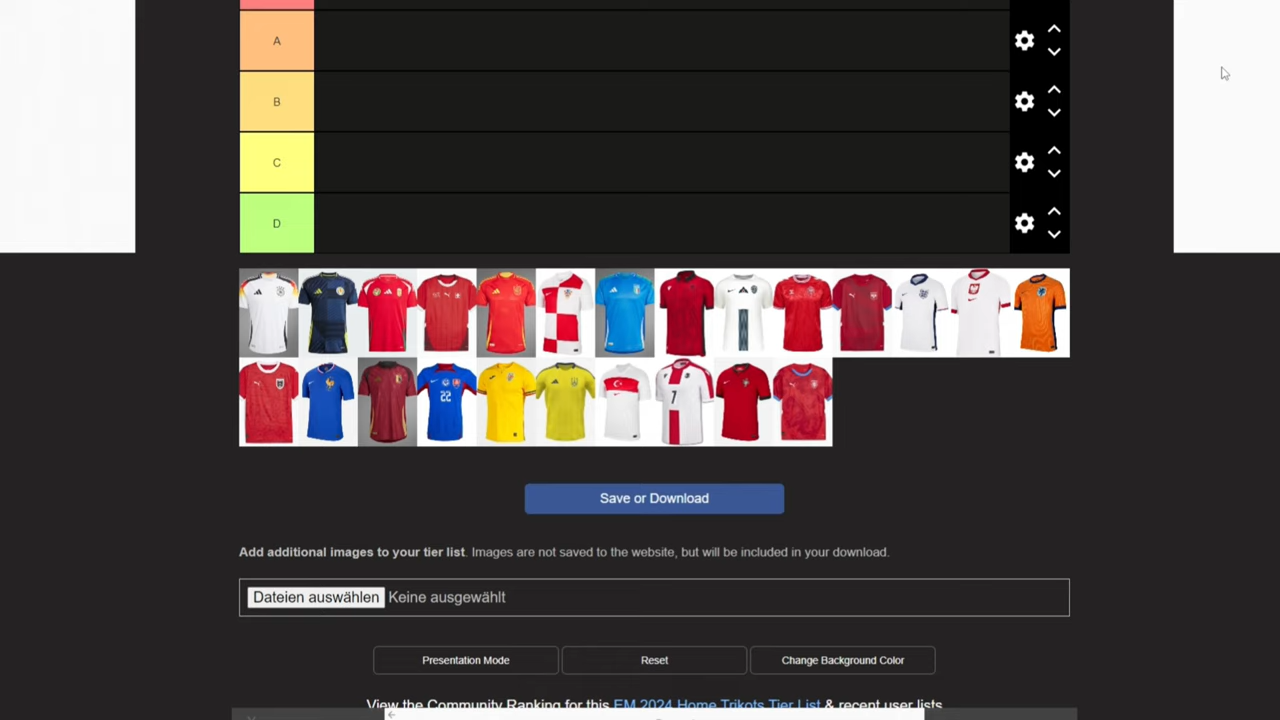 A
B
C
D
22
7
Save or Download
Add additional images to your tier list. Images are not saved to the website, but will be included in your download.
Dateien auswählen Keine ausgewählt
Presentation Mode
Reset
Change Background Color
View the Community Ranking for this EM 2024 Home Trikots Tier List & recent user lists